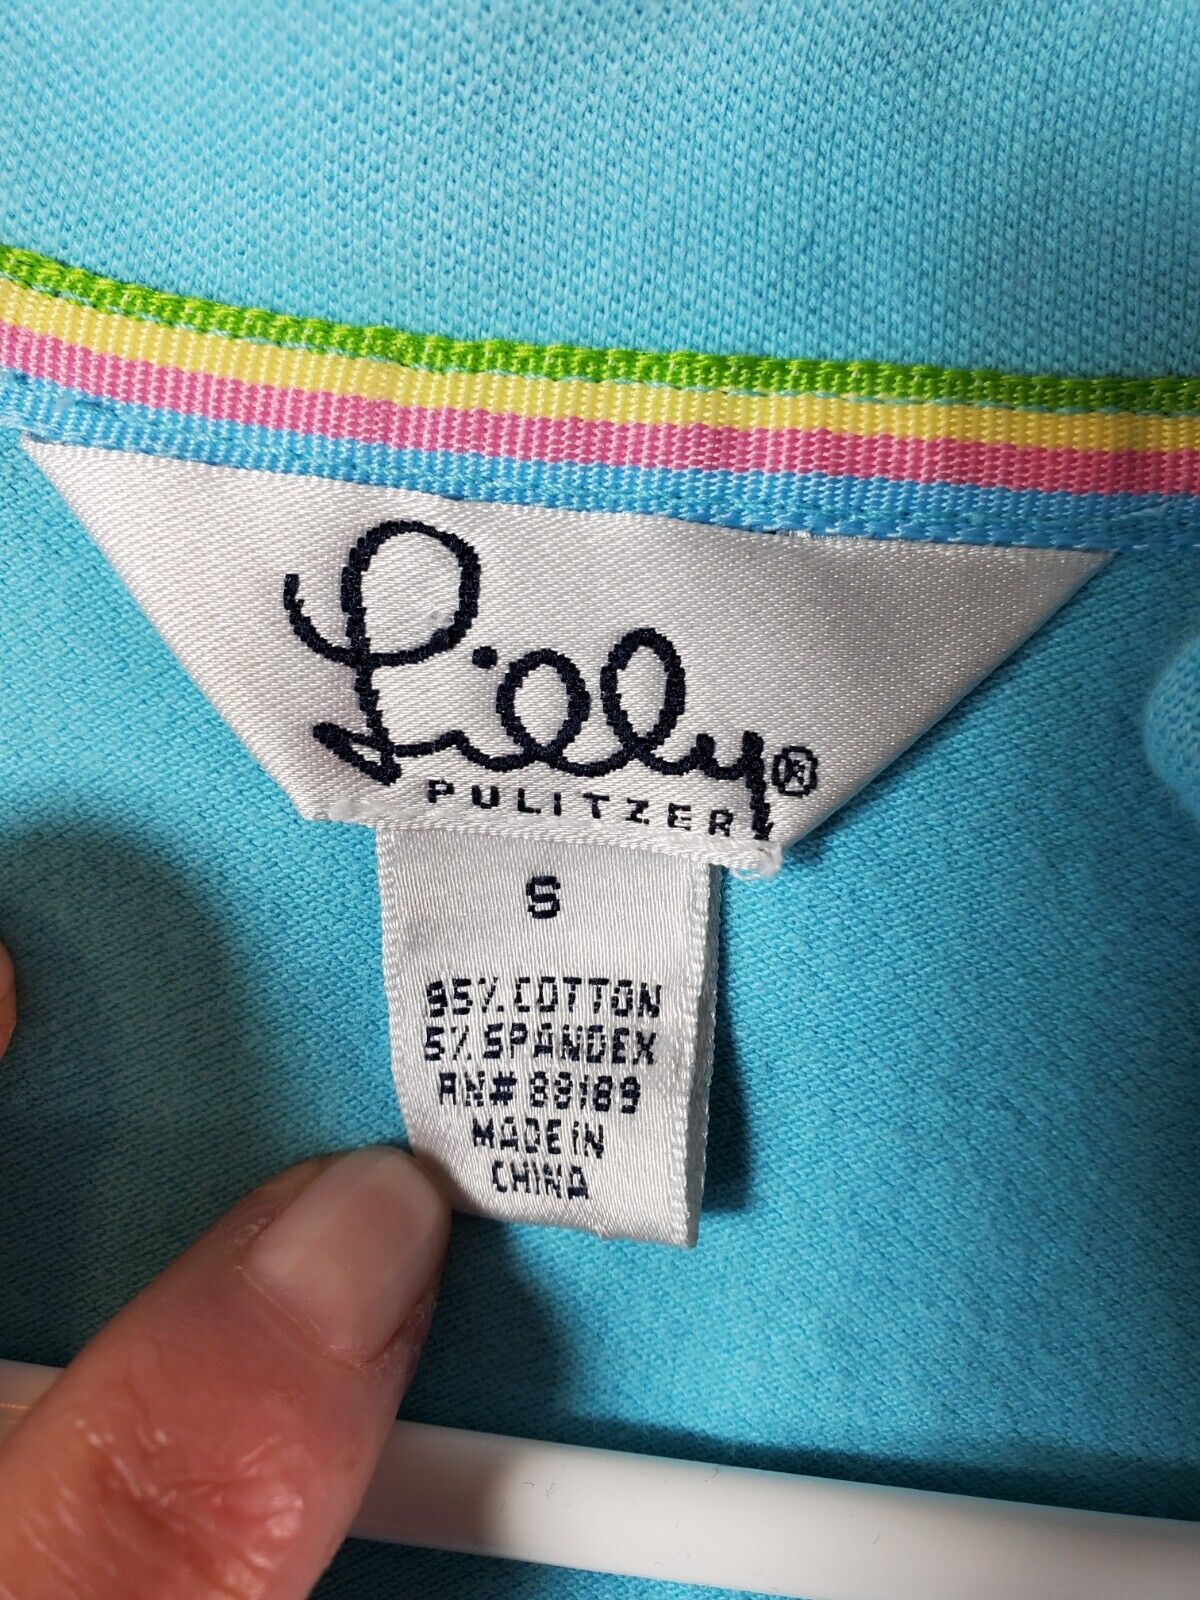 Lilly®
PULITZER
S
95% COTTON
5% SPANDEX
RN# 89189
MADE IN
CHINA